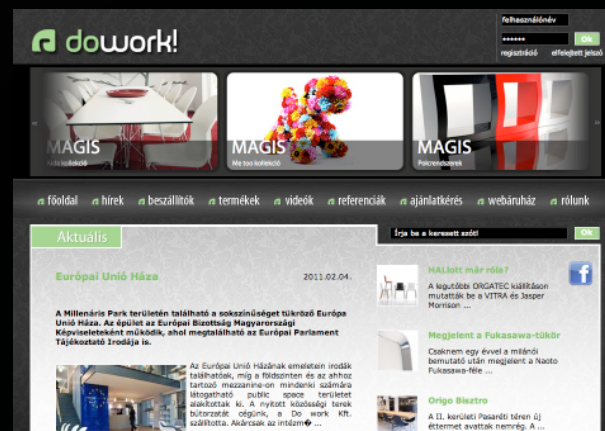 felhasználónév
dowork!
•••••• Ok
regisztráció elfelejtett jelszó
MAGIS
MAGIS
Me too kollekció
MAGIS
Polcrendszerek
főoldal hírek beszállítók termékek videók referenciák ajánlatkérés webáruház rólunk
Aktuális
Írja be a keresett szót! Ok
Európai Unió Háza 2011.02.04.
A Millenáris Park területén található a sokszínűséget tükröző Európa
Unió Háza. Az épület az Európai Bizottság Magyarországi
Képviseleteként működik, ahol megtalálható az Európai Parlament
Tájékoztató Irodája is.
Az Európai Unió Házának emeletein irodák
találhatóak, míg a földszinten és az ahhoz
tartozó mezzanine-on mindenki számára
látogatható public space területet
alakítottak ki. A nyitott közösségi terek
bútorzatát cégünk, a Do work Kft.
szállította. Akárcsak az intézm� ...
HALlott már róla?
A legutóbbi ORGATEC kiállításon
mutatták be a VITRA és Jasper
Morrison ...
Megjelent a Fukasawa-tükör
Csaknem egy évvel a milánói
bemutató után megjelent a Naoto
Fukasawa-féle ...
Origo Bisztro
A II. kerületi Pasaréti téren új
éttermet avattak nemrég. A ...